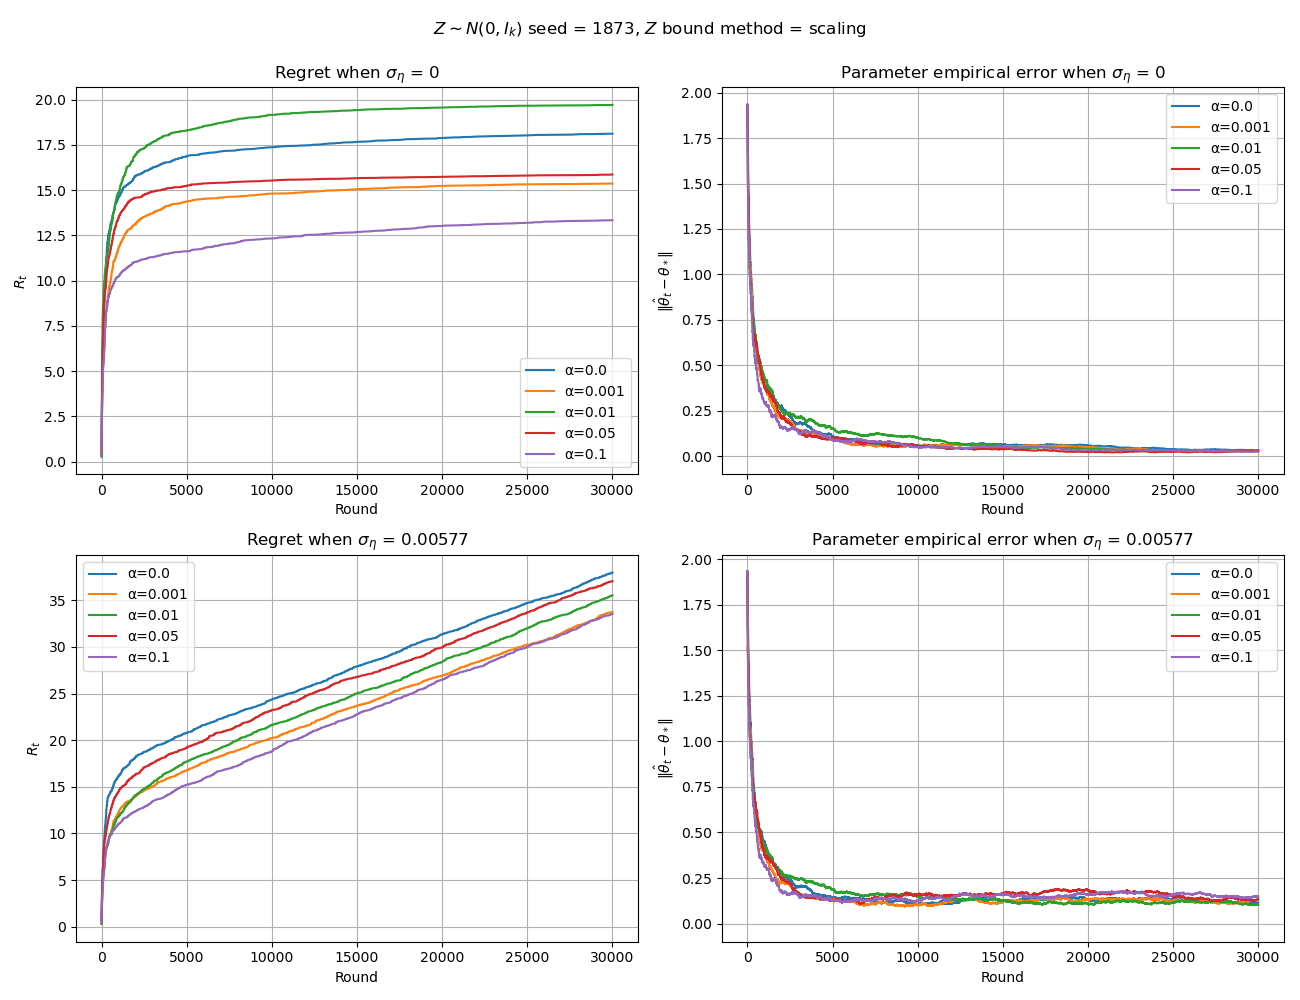 Z ∼ N(0, I_k) seed = 1873, Z bound method = scaling
Regret when σ_η = 0
20.0
17.5
15.0
12.5
10.0
7.5
5.0
2.5
0.0
R_t
0 5000 10000 15000 20000 25000 30000
Round
α=0.0
α=0.001
α=0.01
α=0.05
α=0.1
Parameter empirical error when σ_η = 0
2.00
1.75
1.50
1.25
1.00
0.75
0.50
0.25
0.00
‖θ̂_t − θ_*‖
0 5000 10000 15000 20000 25000 30000
Round
α=0.0
α=0.001
α=0.01
α=0.05
α=0.1
Regret when σ_η = 0.00577
35
30
25
20
15
10
5
0
R_t
0 5000 10000 15000 20000 25000 30000
Round
α=0.0
α=0.001
α=0.01
α=0.05
α=0.1
Parameter empirical error when σ_η = 0.00577
2.00
1.75
1.50
1.25
1.00
0.75
0.50
0.25
0.00
‖θ̂_t − θ_*‖
0 5000 10000 15000 20000 25000 30000
Round
α=0.0
α=0.001
α=0.01
α=0.05
α=0.1